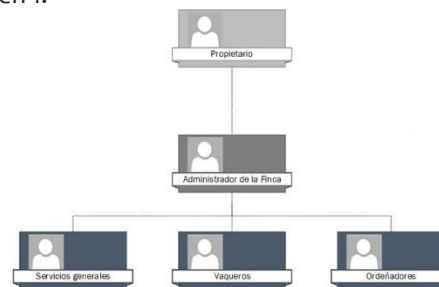 Propietario
Administrador de la Finca
Servicios generales
Vaqueros
Ordeñadores